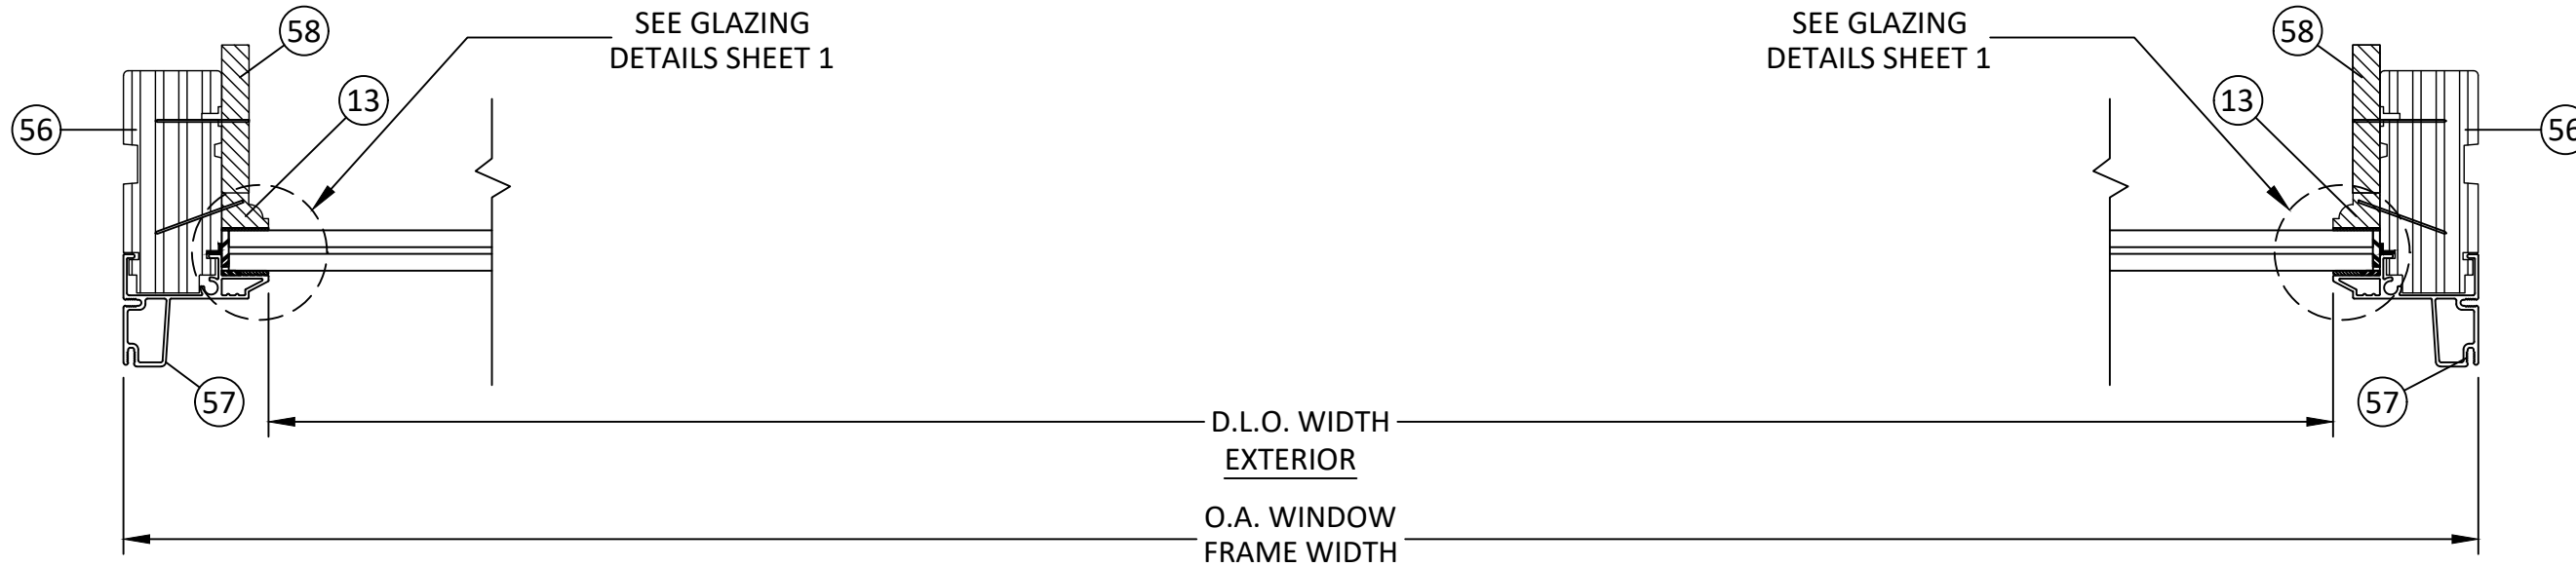 58
SEE GLAZING
DETAILS SHEET 1
SEE GLAZING
DETAILS SHEET 1
58
13
13
56
56
57
57
D.L.O. WIDTH
EXTERIOR
O.A. WINDOW
FRAME WIDTH